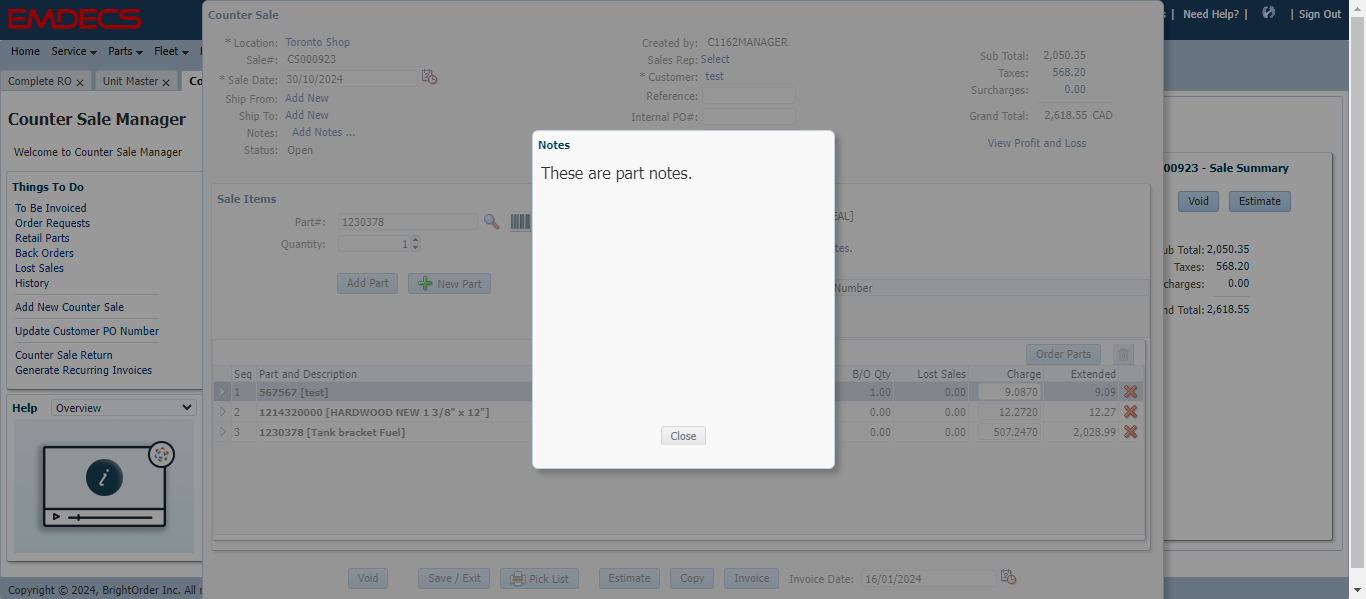 EMDECS
Need Help? |
| Sign Out
Home Service Parts Fleet
Complete RO x Unit Master x Co
Counter Sale Manager
Welcome to Counter Sale Manager
Things To Do
To Be Invoiced
Order Requests
Retail Parts
Back Orders
Lost Sales
History
Add New Counter Sale
Update Customer PO Number
Counter Sale Return
Generate Recurring Invoices
Help Overview
i
Copyright © 2024, BrightOrder Inc. All r
Counter Sale
* Location: Toronto Shop
Sale#: CS000923
* Sale Date: 30/10/2024
Ship From: Add New
Ship To: Add New
Notes: Add Notes ...
Status: Open
Created by: C1162MANAGER
Sales Rep: Select
* Customer: test
Reference:
Internal PO#:
Sub Total: 2,050.35
Taxes: 568.20
Surcharges: 0.00
Grand Total: 2,618.55 CAD
View Profit and Loss
Sale Items
Part#: 1230378
Quantity: 1
Add Part New Part
EAL]
tes.
Number
Order Parts
Seq Part and Description B/O Qty Lost Sales Charge Extended
1 567567 [test] 1.00 0.00 9.0870 9.09
2 1214320000 [HARDWOOD NEW 1 3/8" x 12"] 0.00 0.00 12.2720 12.27
3 1230378 [Tank bracket Fuel] 0.00 0.00 507.2470 2,028.99
Void Save / Exit Pick List Estimate Copy Invoice Invoice Date: 16/01/2024
Notes
These are part notes.
Close
00923 - Sale Summary
Void Estimate
ub Total: 2,050.35
Taxes: 568.20
charges: 0.00
nd Total: 2,618.55